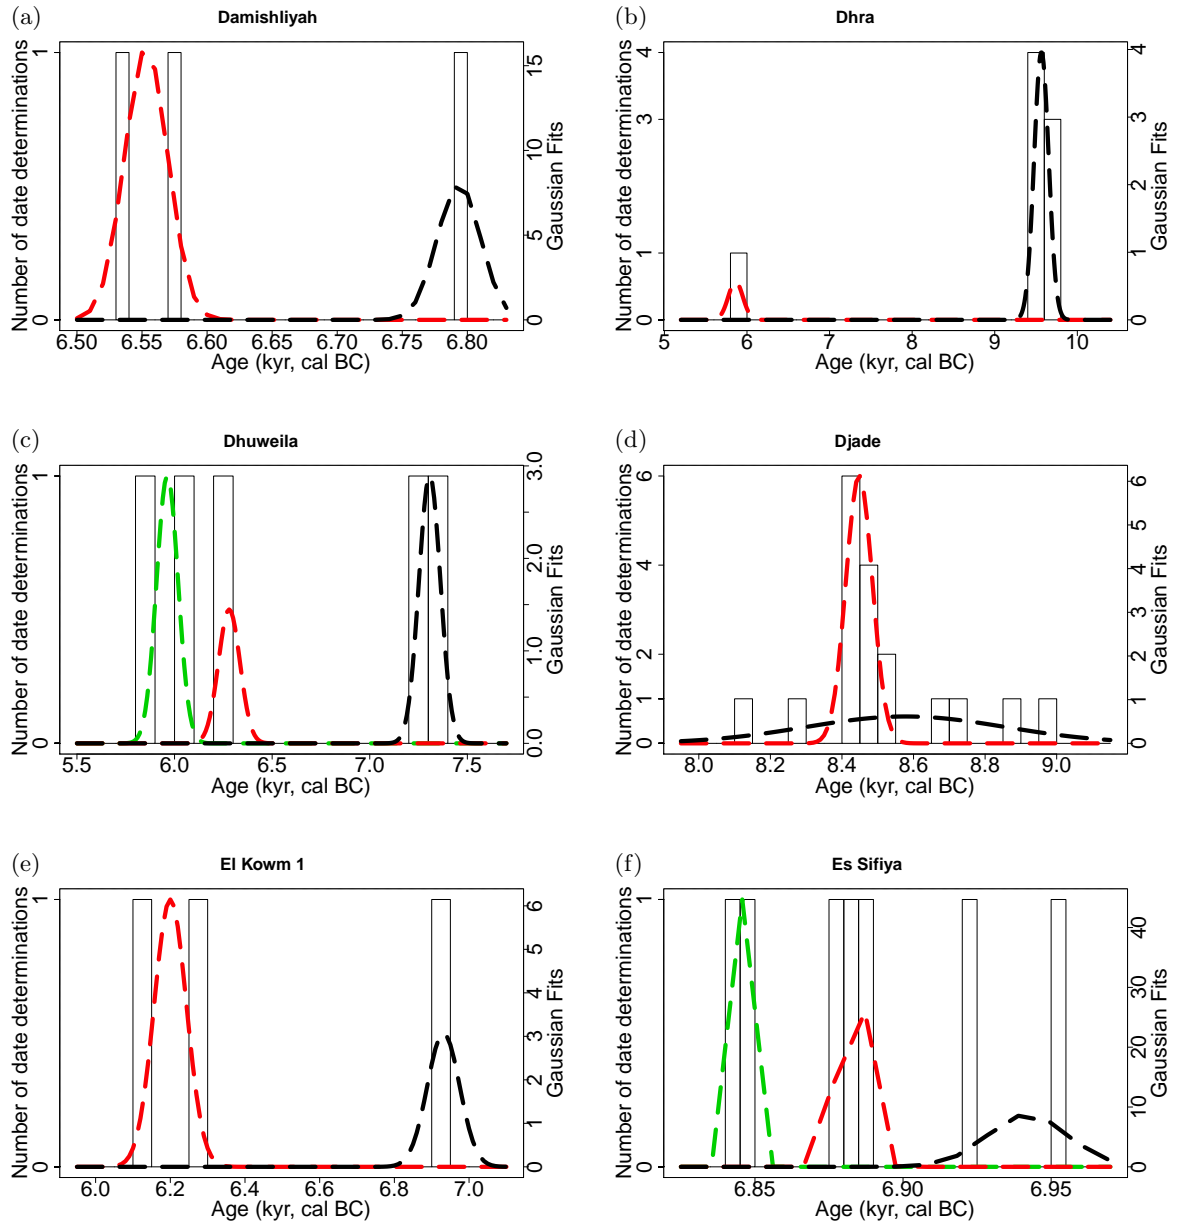 (a)
Damishliyah
Number of date determinations
0 1
6.50 6.55 6.60 6.65 6.70 6.75 6.80
Age (kyr, cal BC)
0 5 10 15
Gaussian Fits
(b)
Dhra
Number of date determinations
0 1 3 4
5 6 7 8 9 10
Age (kyr, cal BC)
0 1 2 3 4
Gaussian Fits
(c)
Dhuweila
Number of date determinations
0 1
5.5 6.0 6.5 7.0 7.5
Age (kyr, cal BC)
0.0 1.0 2.0 3.0
Gaussian Fits
(d)
Djade
Number of date determinations
0 1 2 4 6
8.0 8.2 8.4 8.6 8.8 9.0
Age (kyr, cal BC)
0 1 2 3 4 5 6
Gaussian Fits
(e)
El Kowm 1
Number of date determinations
0 1
6.0 6.2 6.4 6.6 6.8 7.0
Age (kyr, cal BC)
0 1 2 3 4 5 6
Gaussian Fits
(f)
Es Sifiya
Number of date determinations
0 1
6.85 6.90 6.95
Age (kyr, cal BC)
0 10 20 30 40
Gaussian Fits